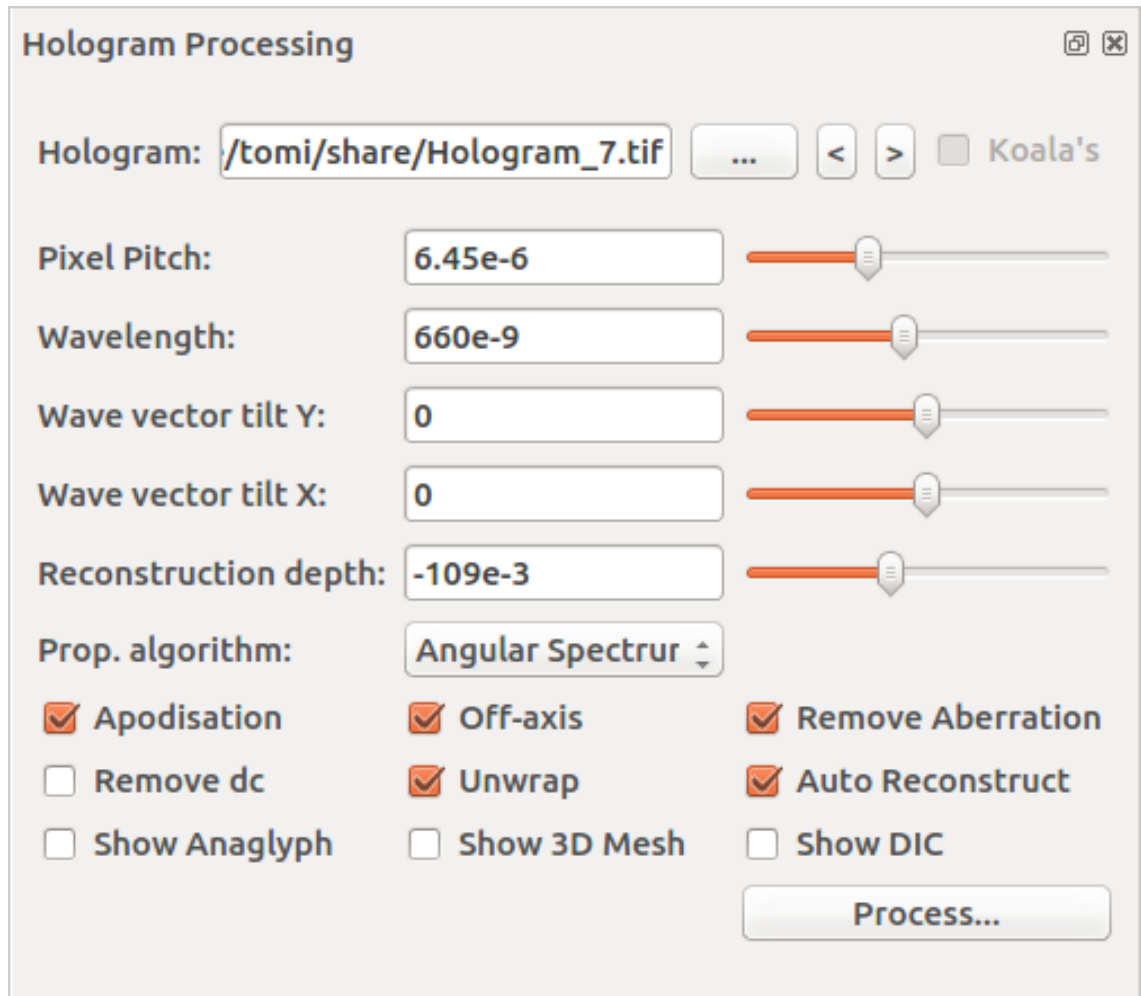 Hologram Processing
Hologram: /tomi/share/Hologram_7.tif ... < > Koala's
Pixel Pitch: 6.45e-6
Wavelength: 660e-9
Wave vector tilt Y: 0
Wave vector tilt X: 0
Reconstruction depth: -109e-3
Prop. algorithm: Angular Spectrur
Apodisation Off-axis Remove Aberration
Remove dc Unwrap Auto Reconstruct
Show Anaglyph Show 3D Mesh Show DIC
Process...